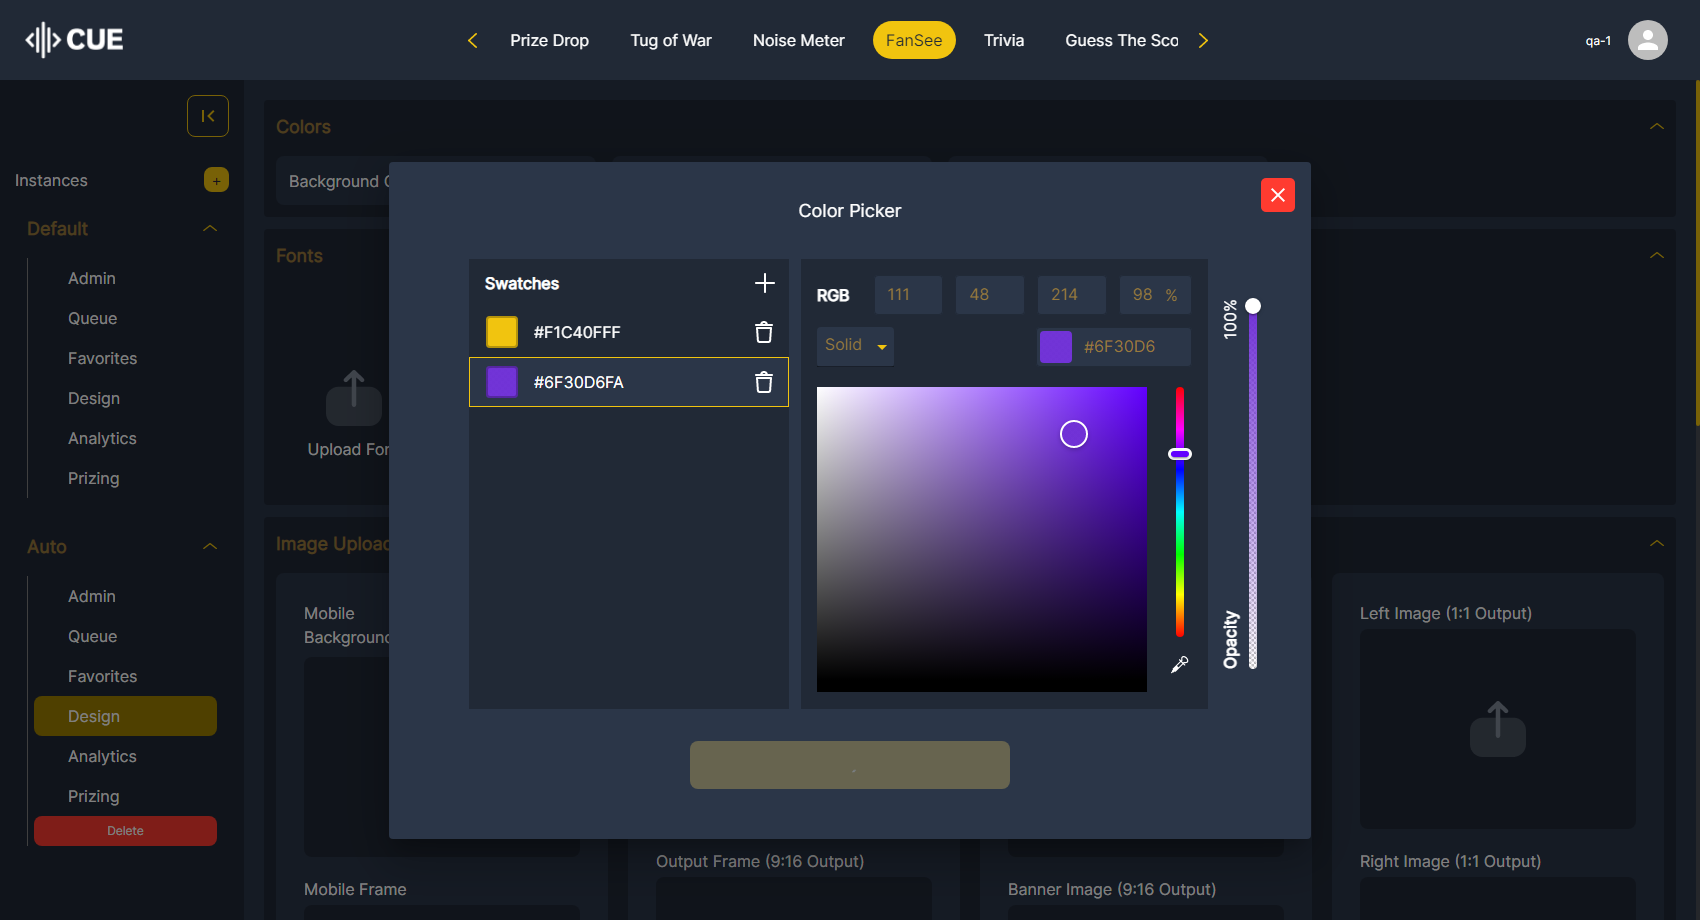 CUE
Prize Drop
Tug of War
Noise Meter
FanSee
Trivia
Guess The Sco
qa-1
Instances
+
Default
Admin
Queue
Favorites
Design
Analytics
Prizing
Auto
Admin
Queue
Favorites
Design
Analytics
Prizing
Delete
Colors
Background
Fonts
Upload For
Image Upload
Mobile
Background
Mobile Frame
Output Frame (9:16 Output)
Banner Image (9:16 Output)
Left Image (1:1 Output)
Right Image (1:1 Output)
Color Picker
Swatches
#F1C40FFF
#6F30D6FA
RGB
111
48
214
98 %
Solid
#6F30D6
100%
Opacity